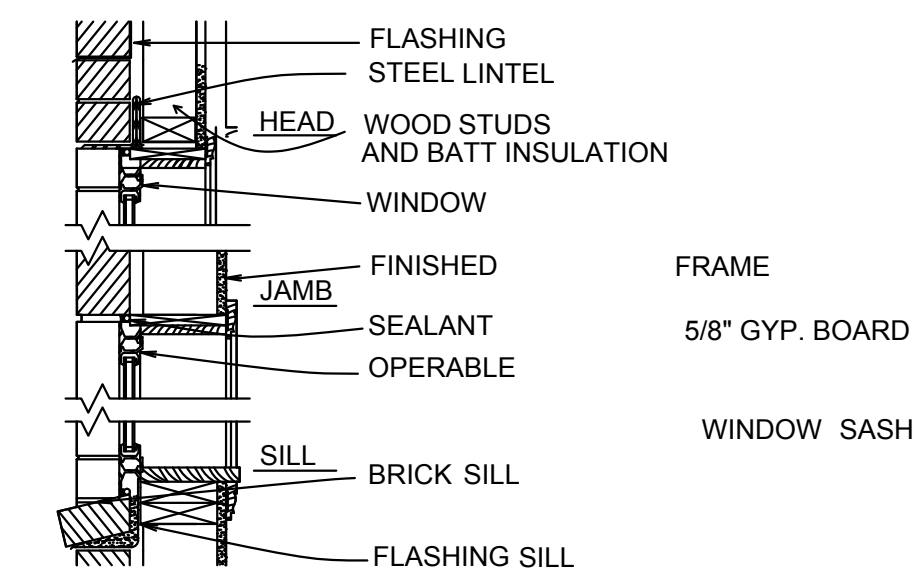 FLASHING
STEEL LINTEL
HEAD
WOOD STUDS
AND BATT INSULATION
WINDOW
FINISHED
FRAME
JAMB
SEALANT
5/8" GYP. BOARD
OPERABLE
WINDOW SASH
SILL
BRICK SILL
FLASHING SILL